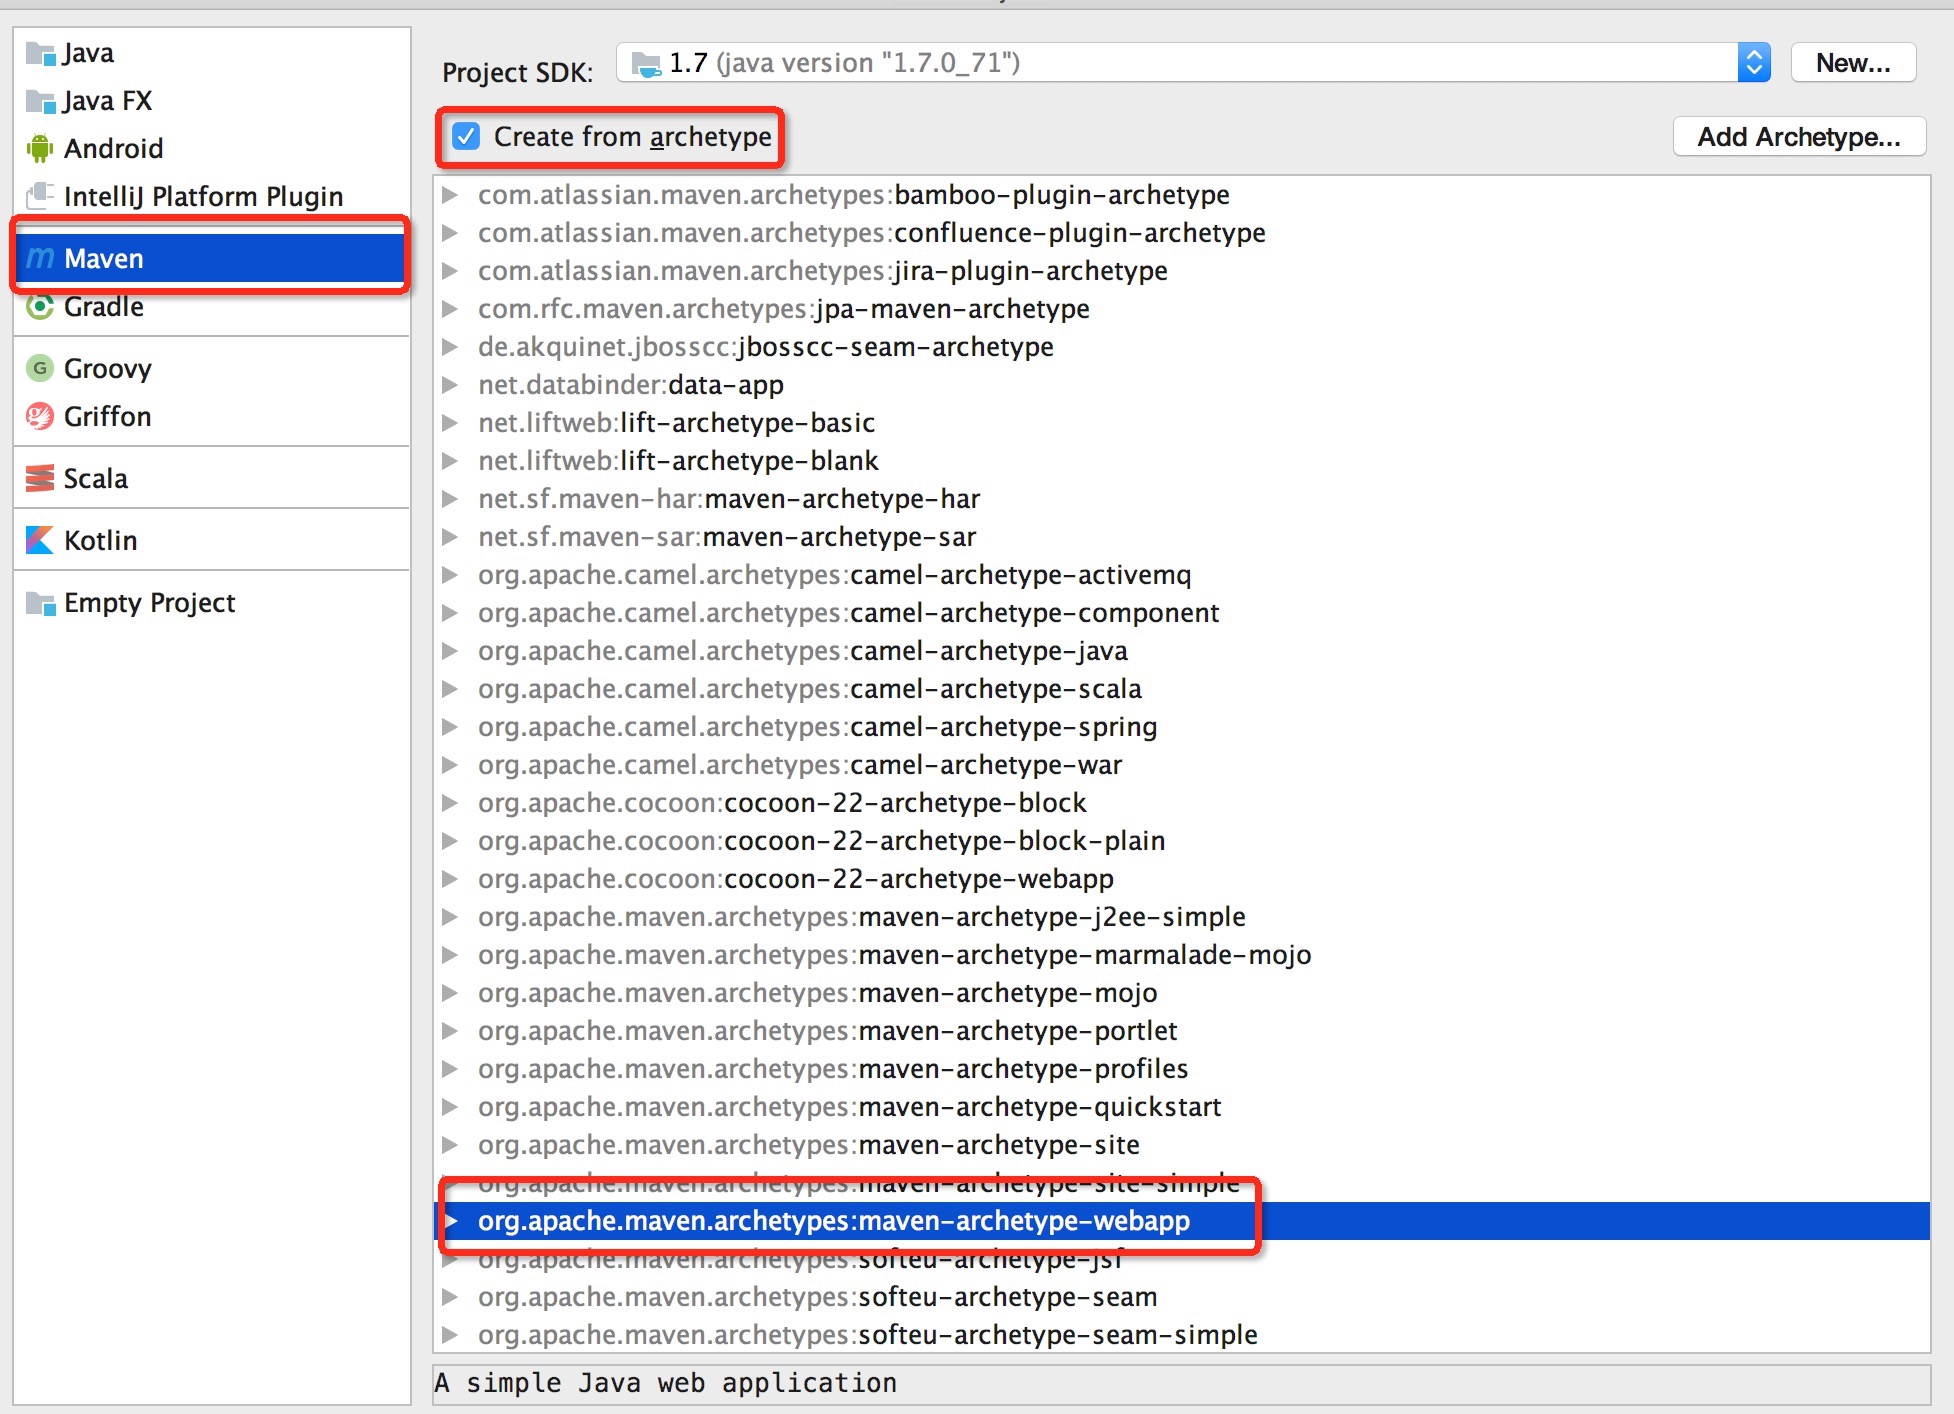 Java
Java FX
Android
IntelliJ Platform Plugin
Maven
Gradle
Groovy
Griffon
Scala
Kotlin
Empty Project
Project SDK: 1.7 (java version "1.7.0_71") New...
Create from archetype Add Archetype...
com.atlassian.maven.archetypes:bamboo-plugin-archetype
com.atlassian.maven.archetypes:confluence-plugin-archetype
com.atlassian.maven.archetypes:jira-plugin-archetype
com.rfc.maven.archetypes:jpa-maven-archetype
de.akquinet.jbosscc:jbosscc-seam-archetype
net.databinder:data-app
net.liftweb:lift-archetype-basic
net.liftweb:lift-archetype-blank
net.sf.maven-har:maven-archetype-har
net.sf.maven-sar:maven-archetype-sar
org.apache.camel.archetypes:camel-archetype-activemq
org.apache.camel.archetypes:camel-archetype-component
org.apache.camel.archetypes:camel-archetype-java
org.apache.camel.archetypes:camel-archetype-scala
org.apache.camel.archetypes:camel-archetype-spring
org.apache.camel.archetypes:camel-archetype-war
org.apache.cocoon:cocoon-22-archetype-block
org.apache.cocoon:cocoon-22-archetype-block-plain
org.apache.cocoon:cocoon-22-archetype-webapp
org.apache.maven.archetypes:maven-archetype-j2ee-simple
org.apache.maven.archetypes:maven-archetype-marmalade-mojo
org.apache.maven.archetypes:maven-archetype-mojo
org.apache.maven.archetypes:maven-archetype-portlet
org.apache.maven.archetypes:maven-archetype-profiles
org.apache.maven.archetypes:maven-archetype-quickstart
org.apache.maven.archetypes:maven-archetype-site
org.apache.maven.archetypes:maven-archetype-site-simple
org.apache.maven.archetypes:maven-archetype-webapp
org.apache.maven.archetypes:softeu-archetype-jsf
org.apache.maven.archetypes:softeu-archetype-seam
org.apache.maven.archetypes:softeu-archetype-seam-simple
A simple Java web application